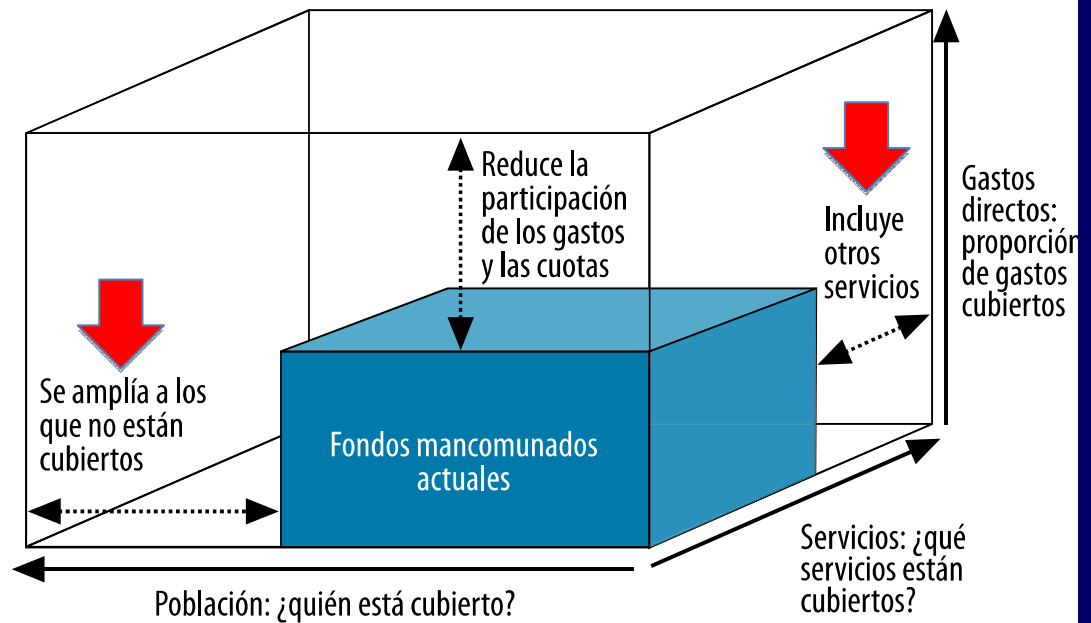 Reduce la
participación
de los gastos
y las cuotas
Incluye
otros
servicios
Gastos
directos:
proporción
de gastos
cubiertos
Se amplía a los
que no están
cubiertos
Fondos mancomunados
actuales
Servicios: ¿qué
servicios están
cubiertos?
Población: ¿quién está cubierto?